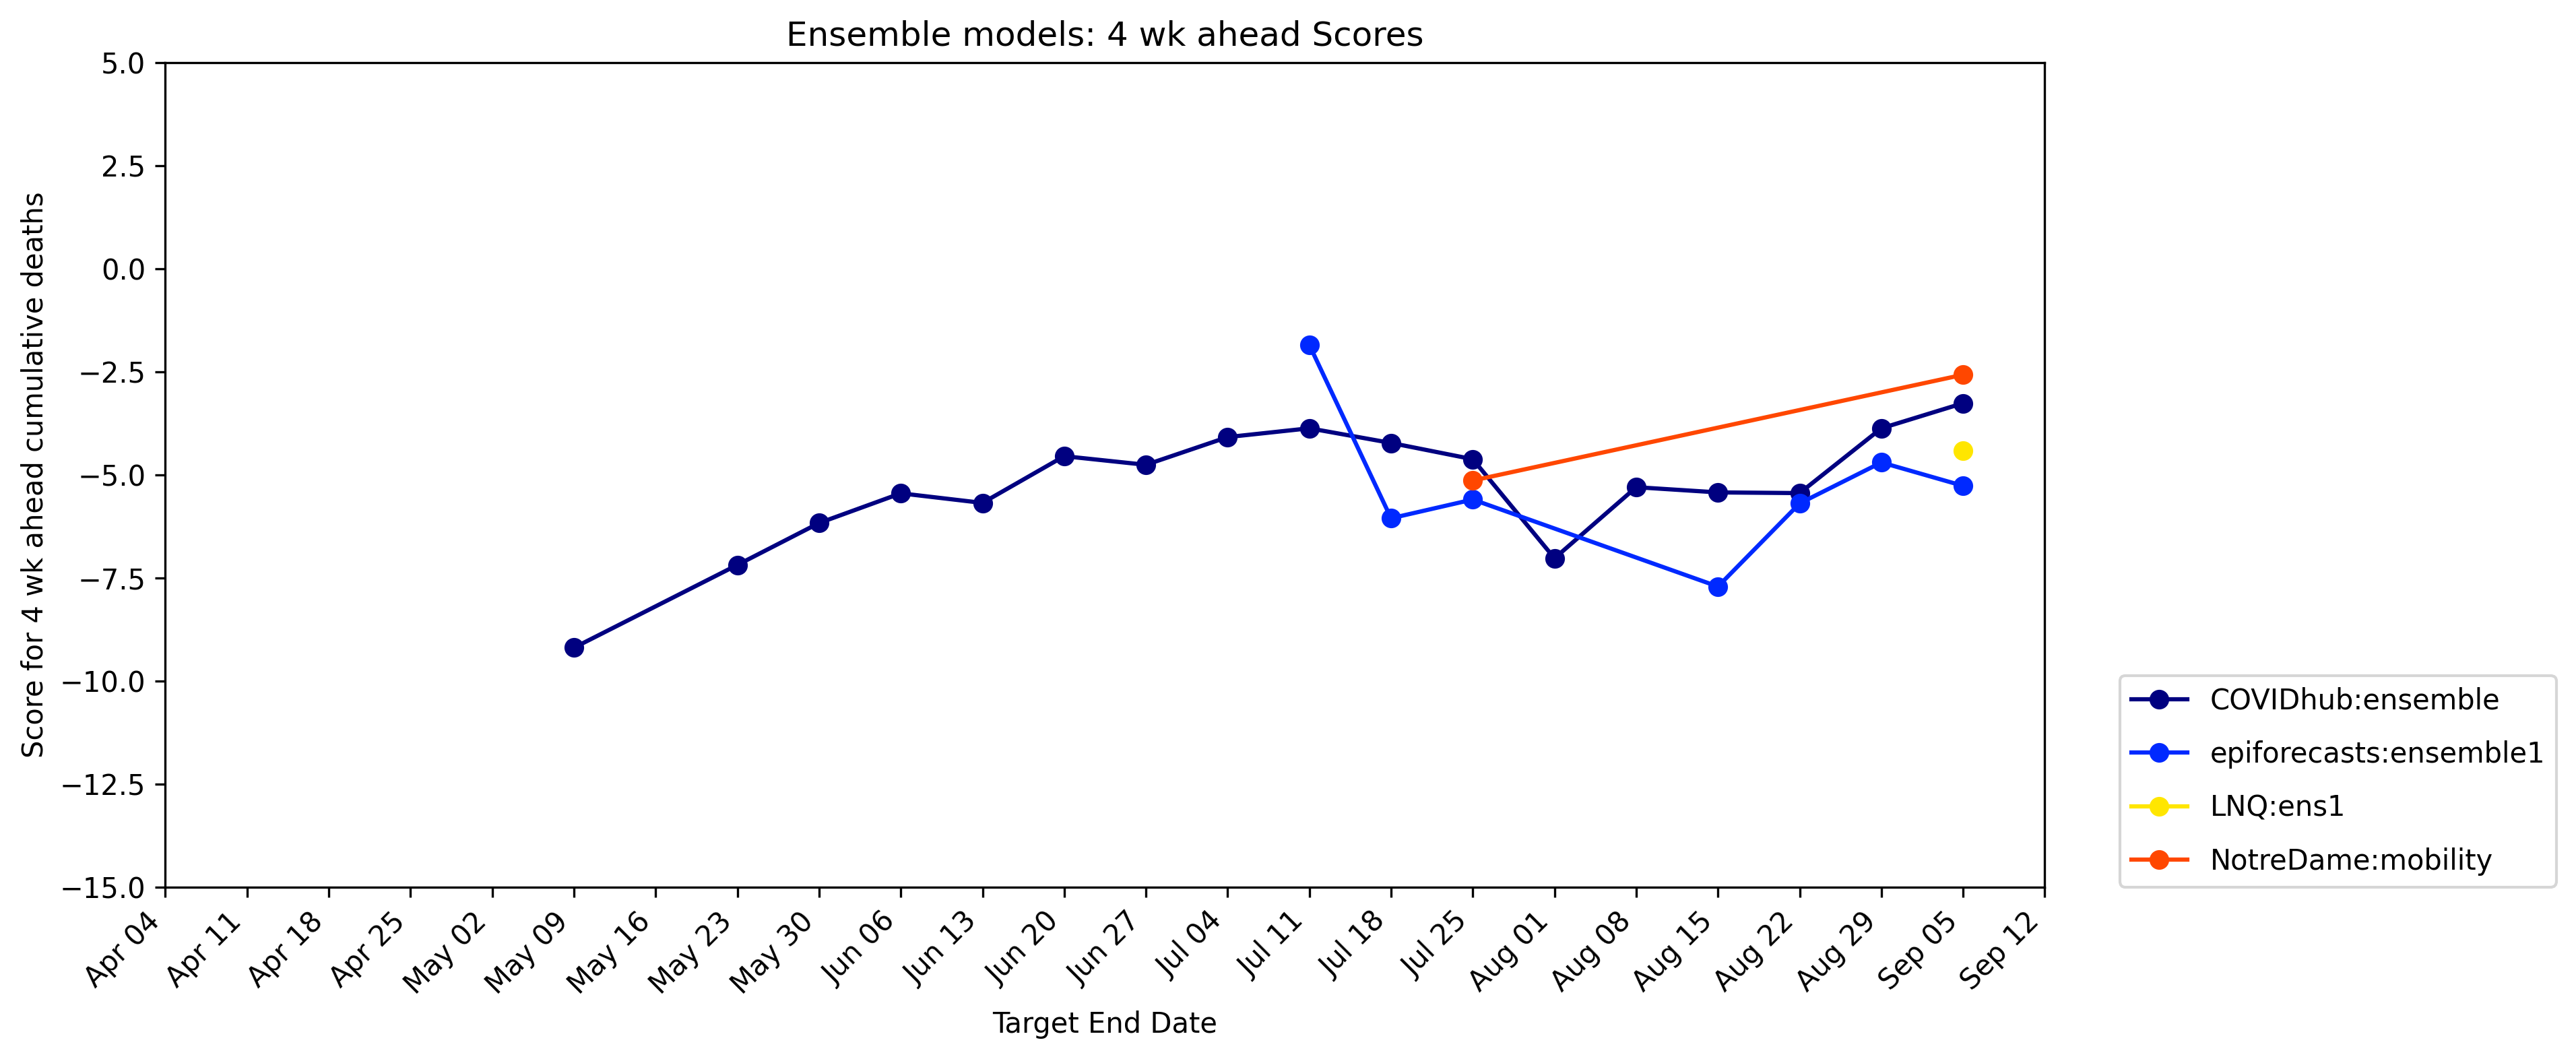 Ensemble models: 4 wk ahead Scores
Score for 4 wk ahead cumulative deaths
5.0
2.5
0.0
−2.5
−5.0
−7.5
−10.0
−12.5
−15.0
Apr 04
Apr 11
Apr 18
Apr 25
May 02
May 09
May 16
May 23
May 30
Jun 06
Jun 13
Jun 20
Jun 27
Jul 04
Jul 11
Jul 18
Jul 25
Aug 01
Aug 08
Aug 15
Aug 22
Aug 29
Sep 05
Sep 12
Target End Date
COVIDhub:ensemble
epiforecasts:ensemble1
LNQ:ens1
NotreDame:mobility